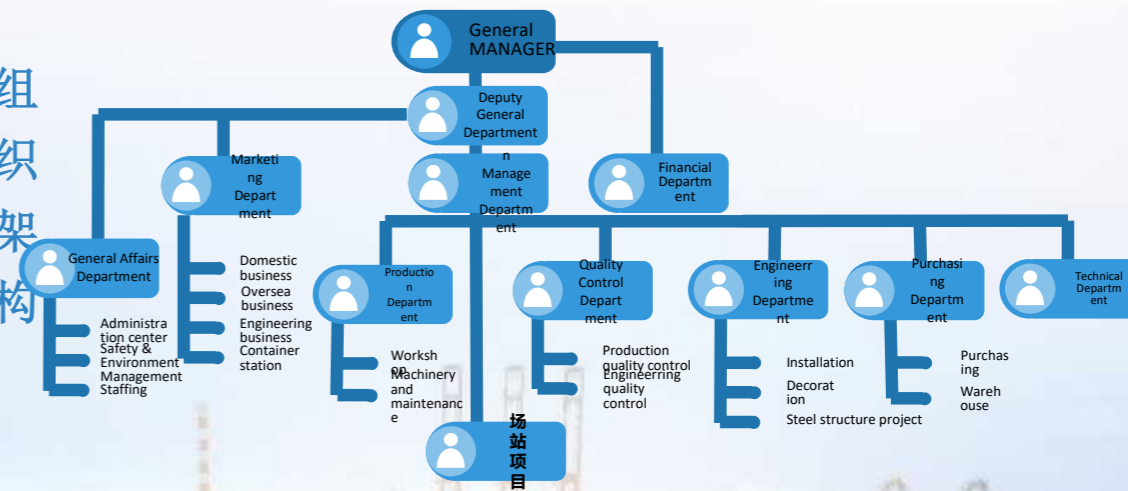 组
织
架
构
General
MANAGER
Deputy
General
Department
n
Manage
ment
Departm
ent
Financial
Departm
ent
Marketi
ng
Depart
ment
Domestic
business
Oversea
business
Engineering
business
Container
station
General Affairs
Department
Administra
tion center
Safety &
Environment
Management
Staffing
Productio
n
Departm
ent
Worksh
op
Machinery
and
maintenanc
e
Quality
Control
Depart
ment
Production
quality control
Engineerring
quality
control
Engineerr
ing
Departme
nt
Installation
Decorat
ion
Steel structure project
Purchasi
ng
Departm
ent
Purchas
ing
Wareh
ouse
Technical
Departm
ent
场
站
项
目